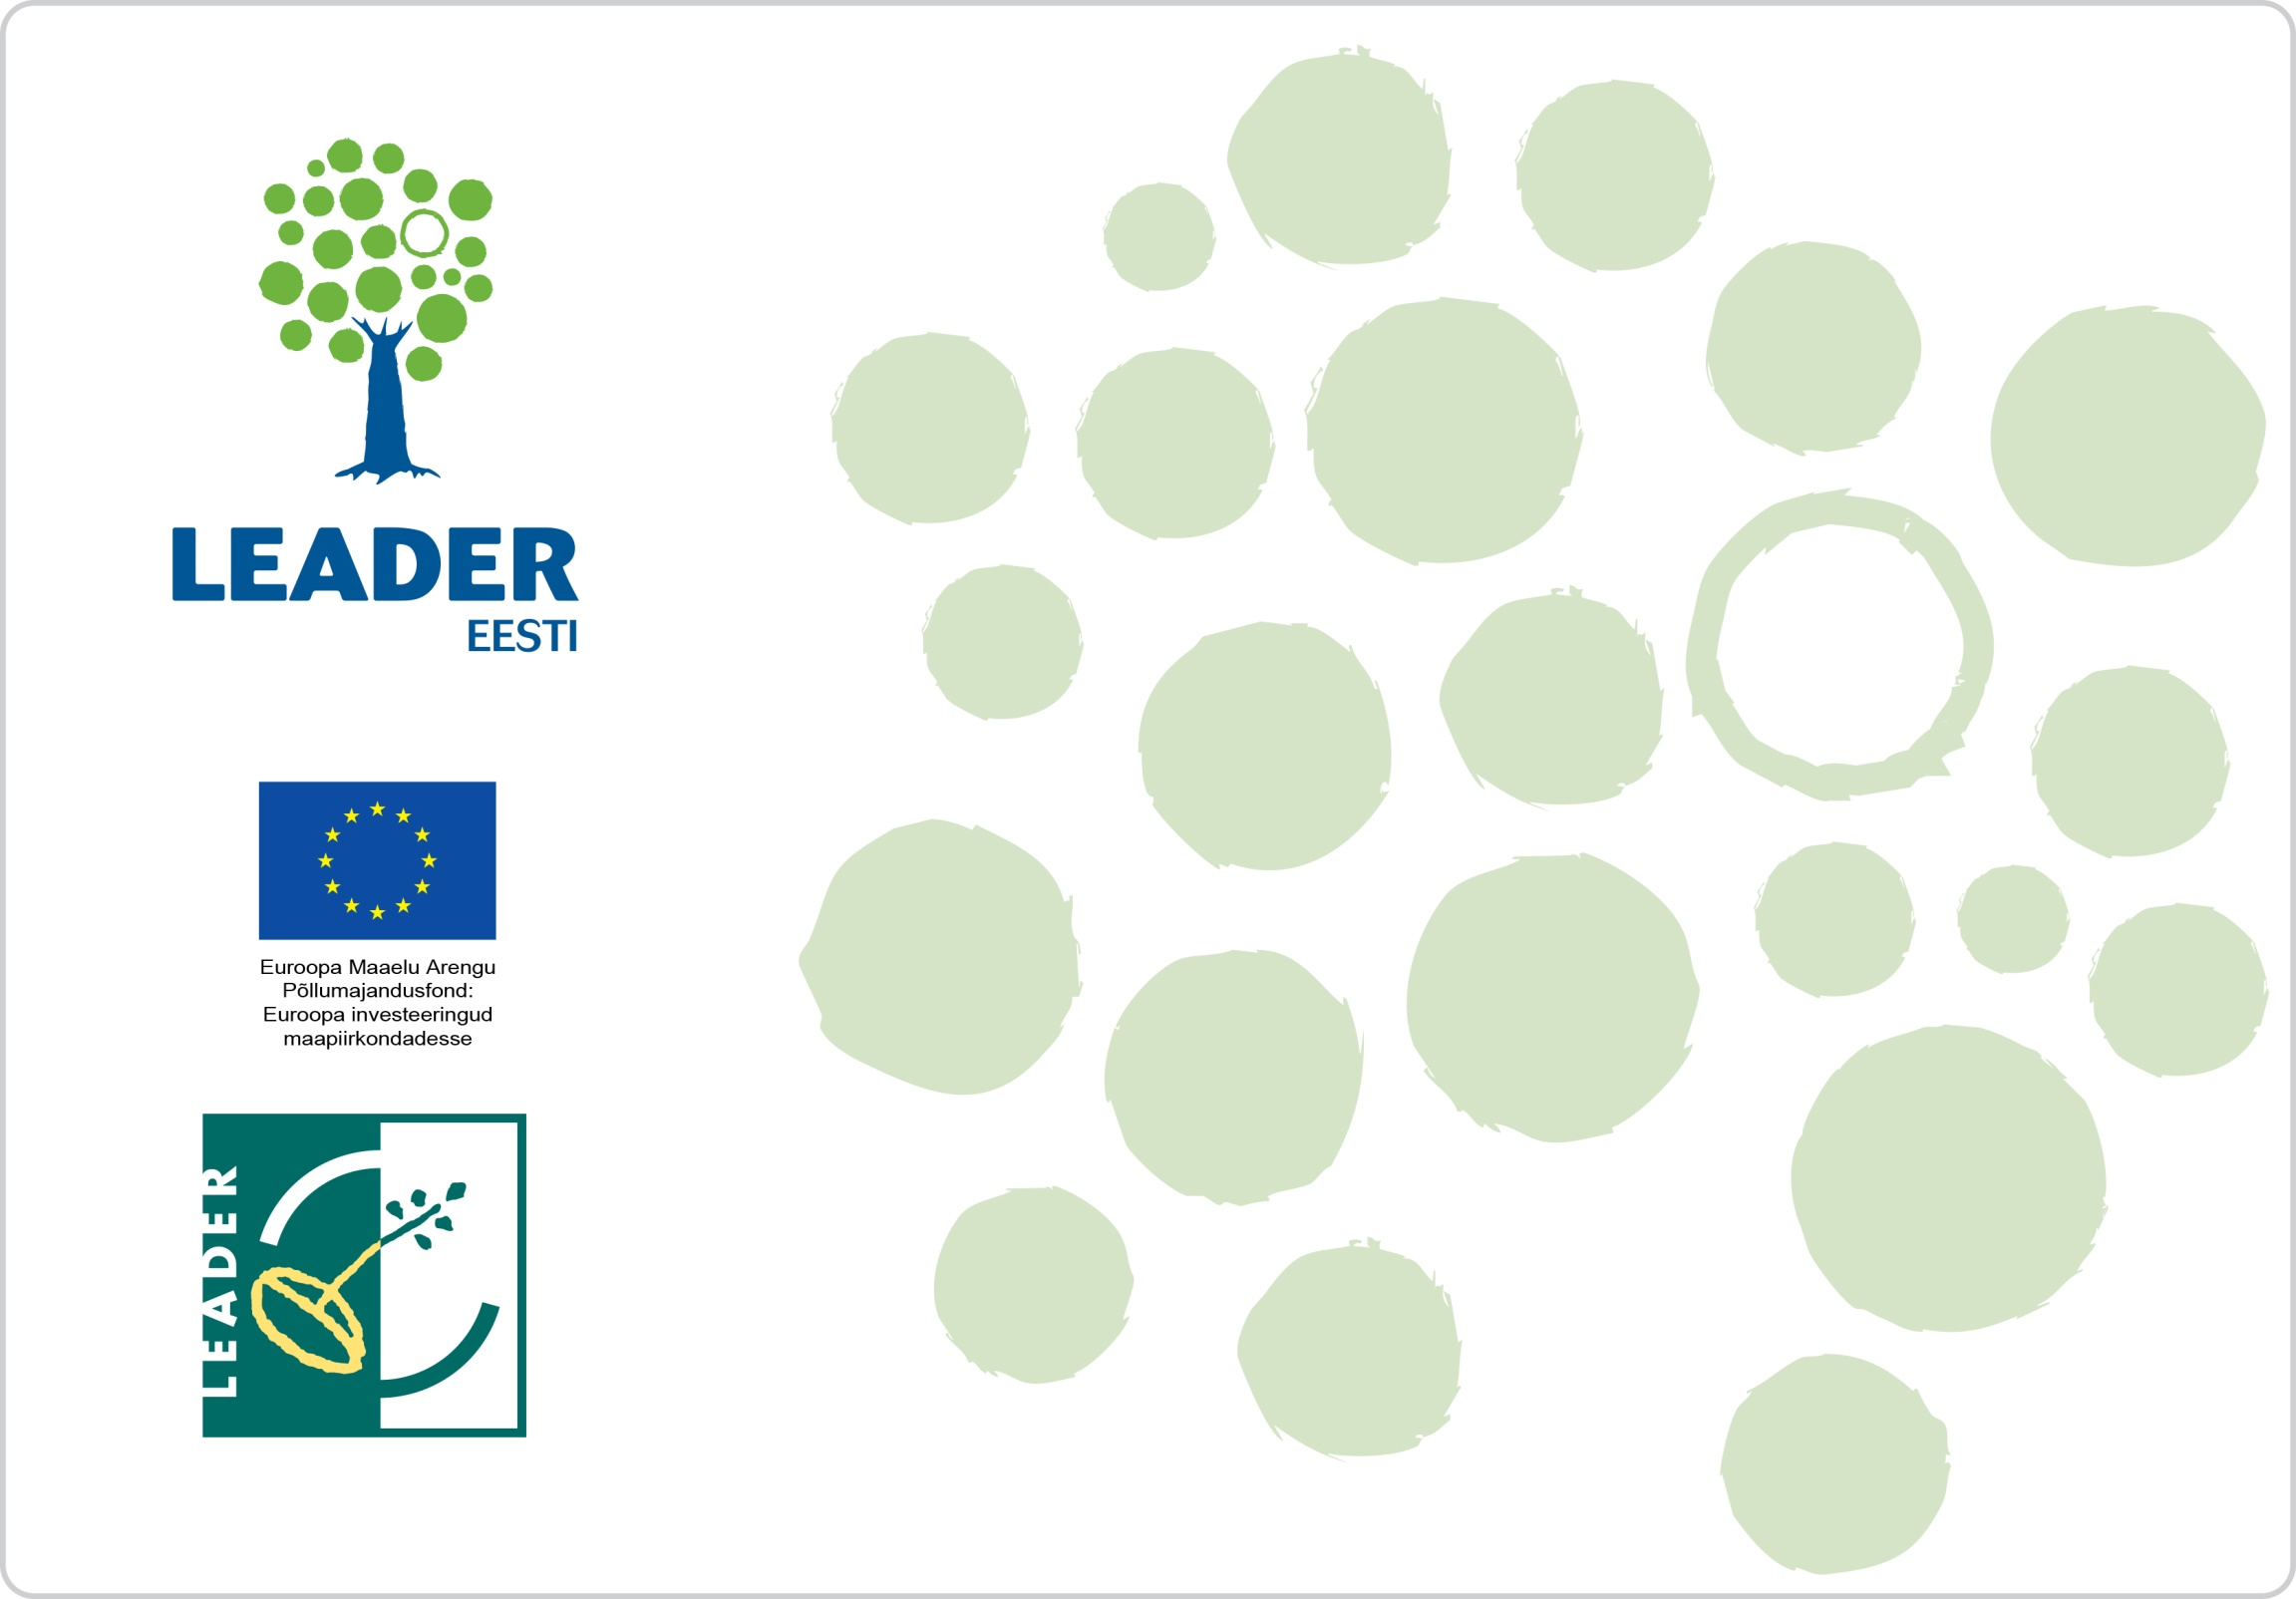 LEADER
EESTI
Euroopa Maaelu Arengu
Põllumajandusfond:
Euroopa investeeringud
maapiirkondadesse
LEADER